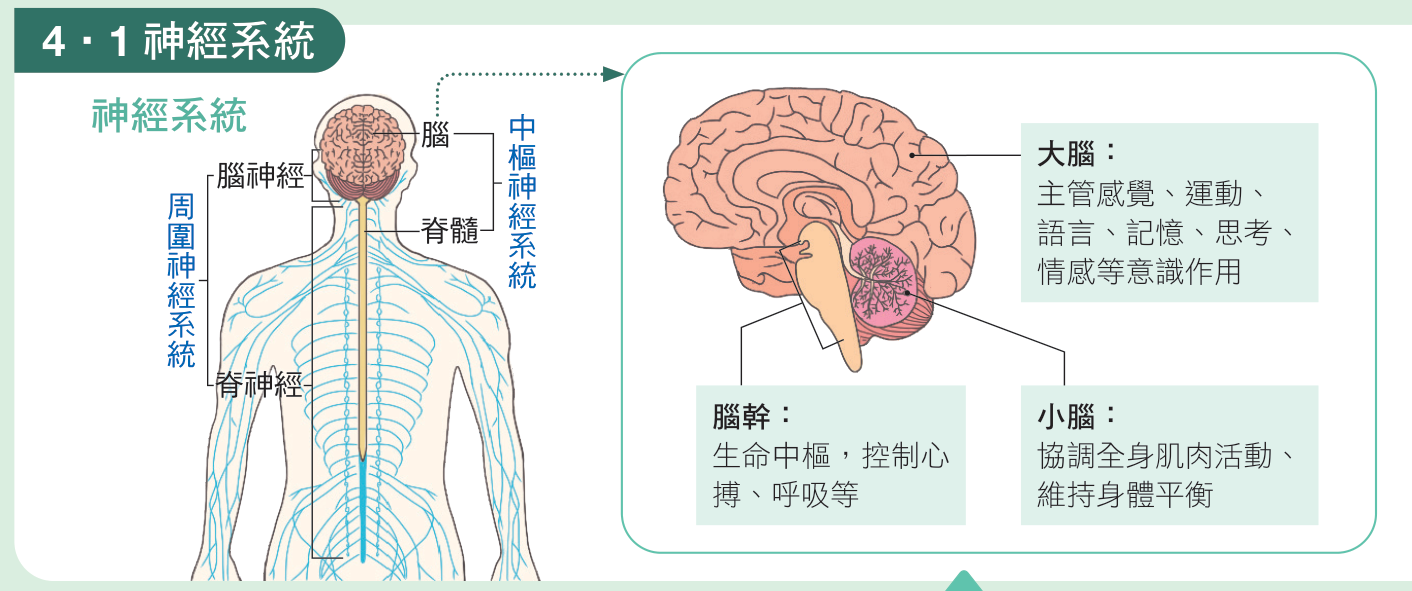 4・1 神經系統
神經系統
腦
中樞神經系統
腦神經
周圍神經系統
脊髓
脊神經
大腦：
主管感覺、運動、
語言、記憶、思考、
情感等意識作用
腦幹：
生命中樞，控制心
搏、呼吸等
小腦：
協調全身肌肉活動、
維持身體平衡